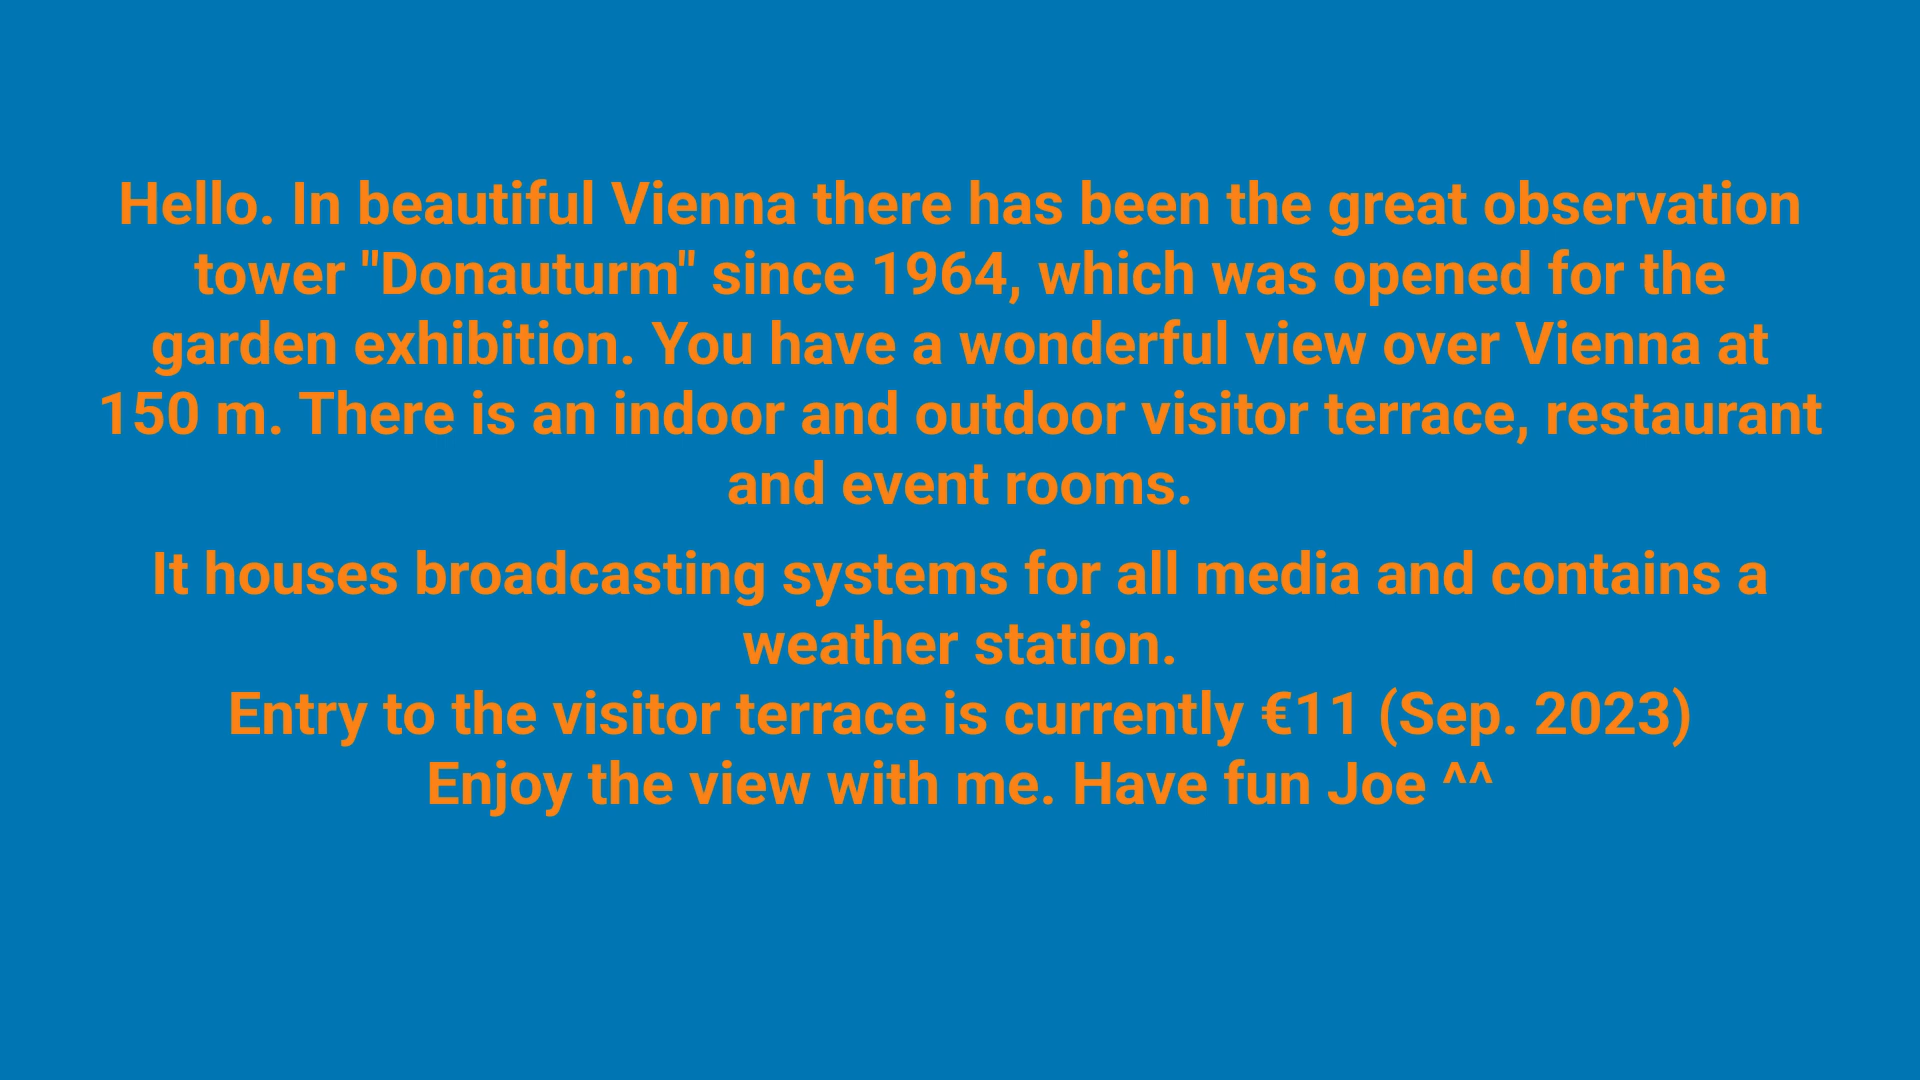 Hello. In beautiful Vienna there has been the great observation
tower "Donauturm" since 1964, which was opened for the
garden exhibition. You have a wonderful view over Vienna at
150 m. There is an indoor and outdoor visitor terrace, restaurant
and event rooms.
It houses broadcasting systems for all media and contains a
weather station.
Entry to the visitor terrace is currently €11 (Sep. 2023)
Enjoy the view with me. Have fun Joe ^^